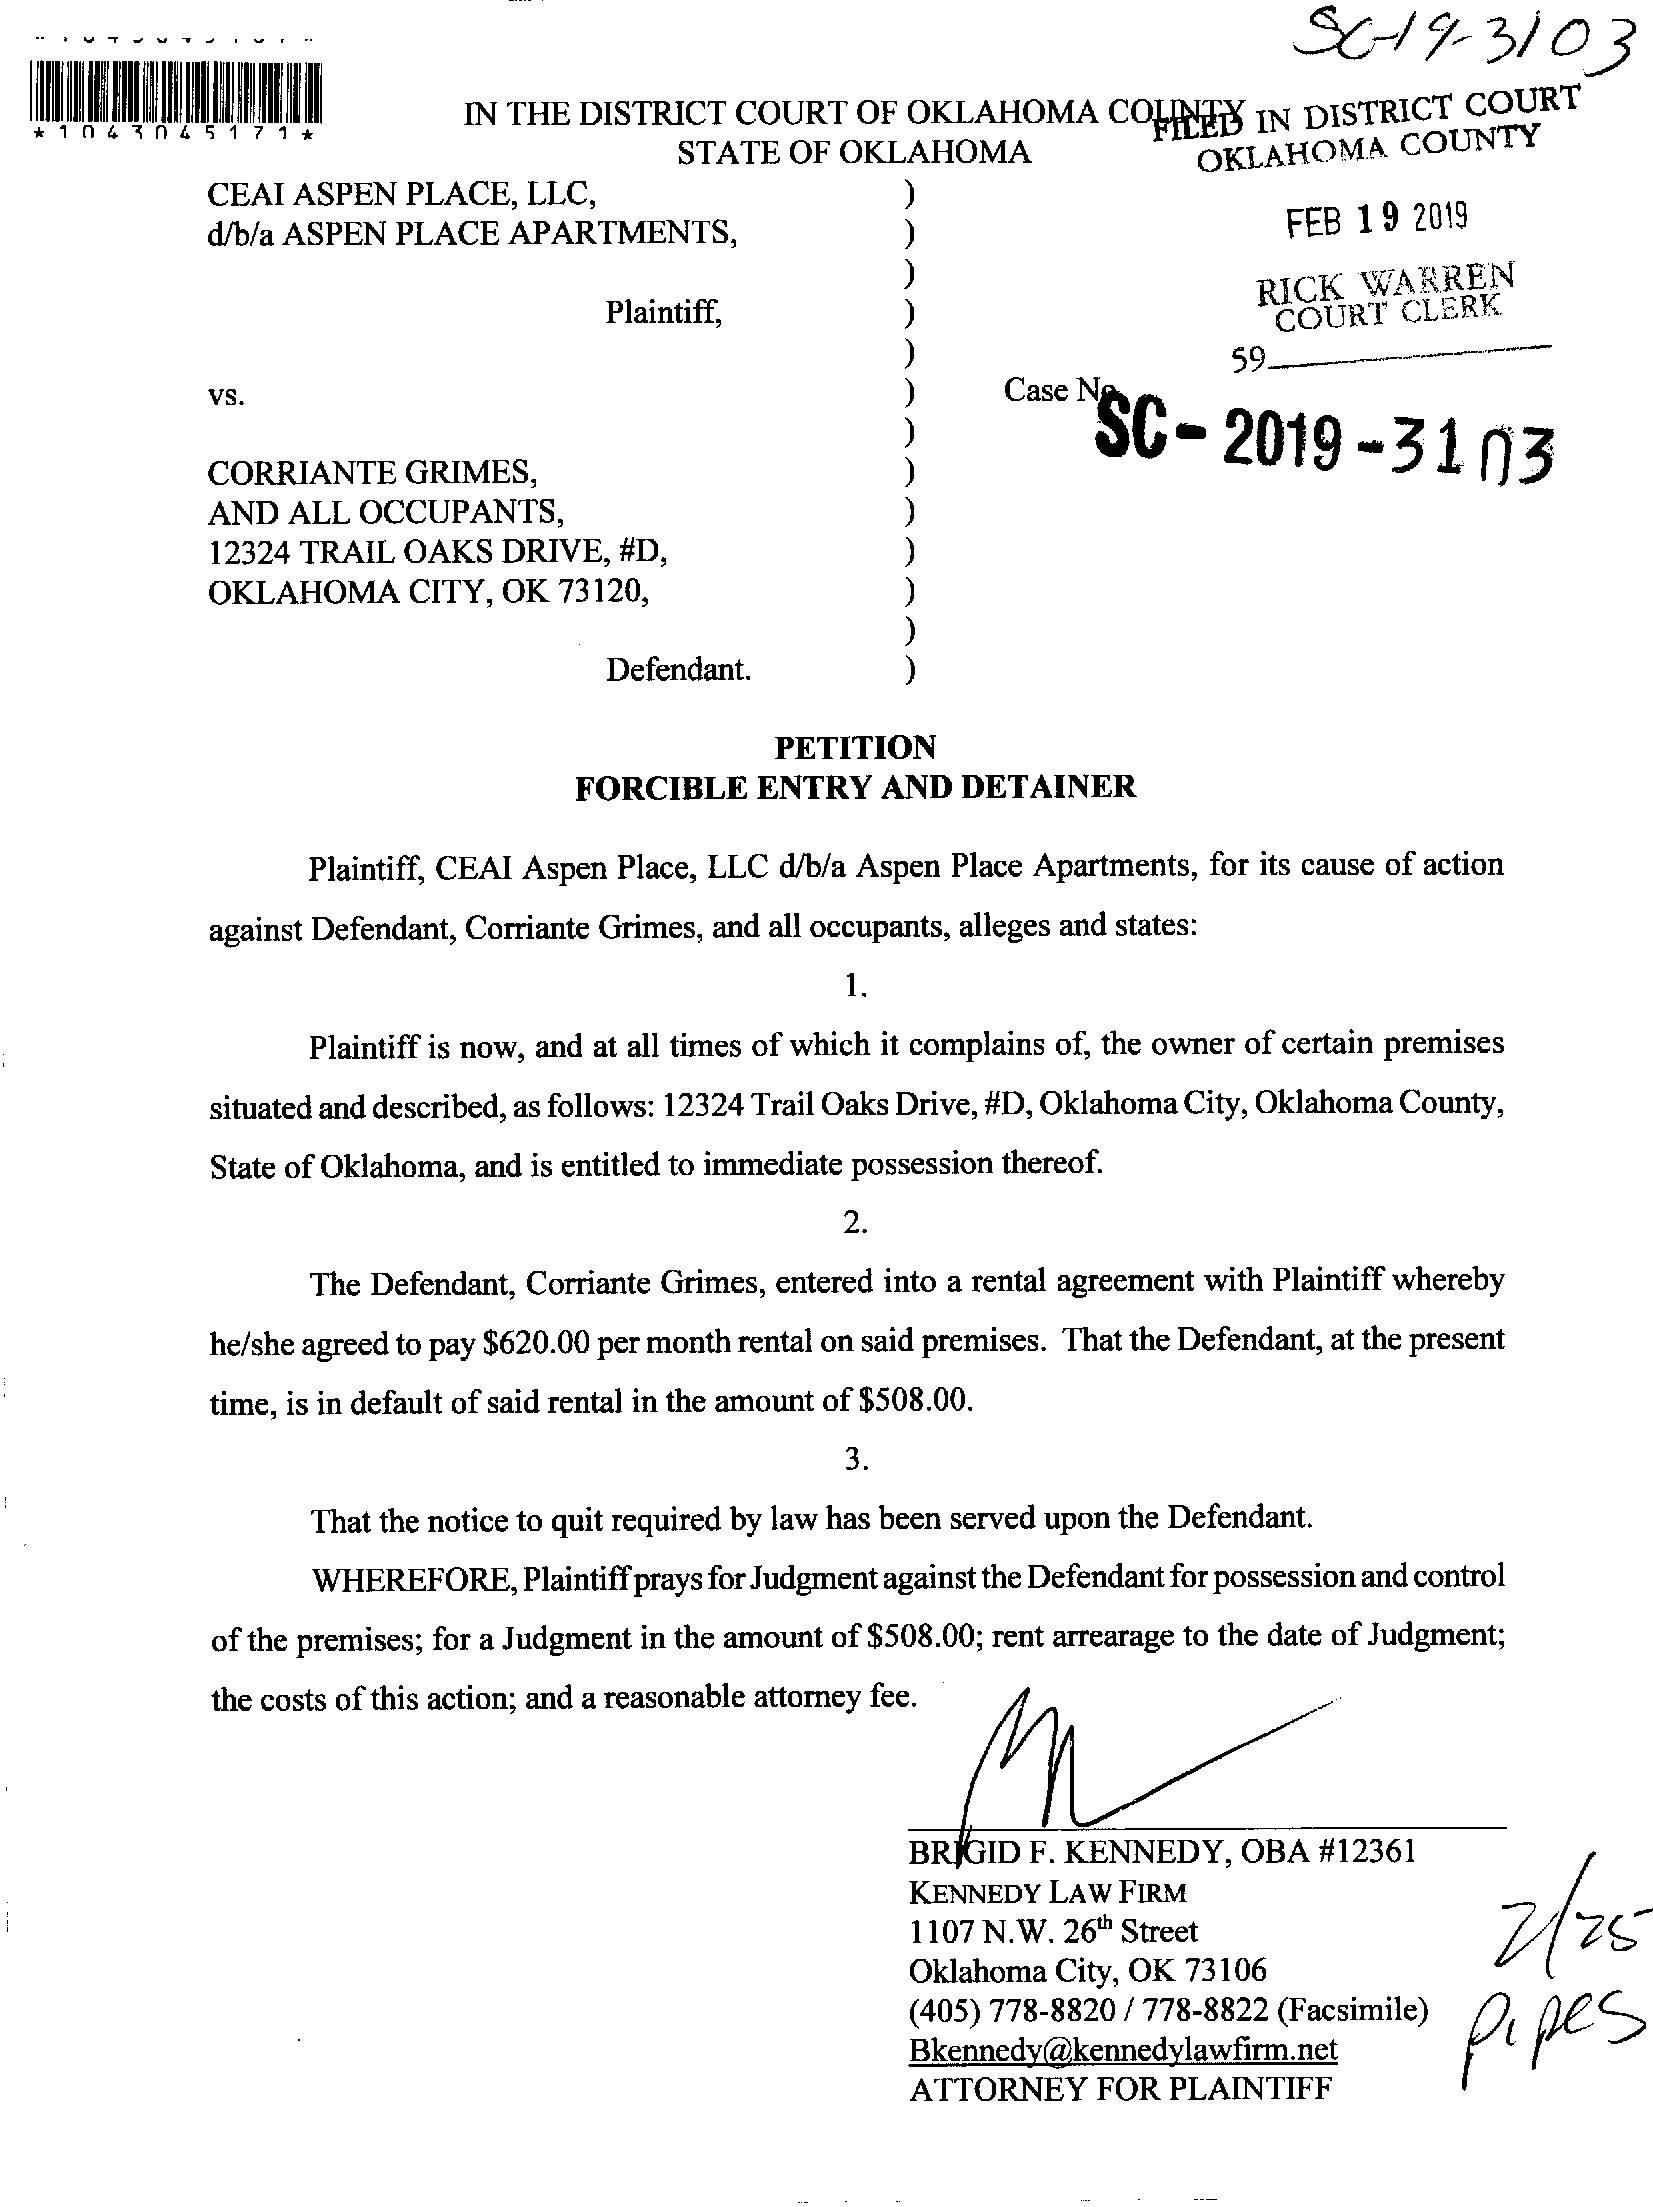 SC-19-3103
*1043045171*
IN THE DISTRICT COURT OF OKLAHOMA COUNTY
STATE OF OKLAHOMA
FILED IN DISTRICT COURT
OKLAHOMA COUNTY
FEB 19 2019
RICK WARREN
COURT CLERK
59
CEAI ASPEN PLACE, LLC, )
d/b/a ASPEN PLACE APARTMENTS, )
)
Plaintiff, )
)
vs. ) Case No.
SC-2019-3103
)
CORRIANTE GRIMES, )
AND ALL OCCUPANTS, )
12324 TRAIL OAKS DRIVE, #D, )
OKLAHOMA CITY, OK 73120, )
)
Defendant. )
PETITION
FORCIBLE ENTRY AND DETAINER
Plaintiff, CEAI Aspen Place, LLC d/b/a Aspen Place Apartments, for its cause of action
against Defendant, Corriante Grimes, and all occupants, alleges and states:
1.
Plaintiff is now, and at all times of which it complains of, the owner of certain premises
situated and described, as follows: 12324 Trail Oaks Drive, #D, Oklahoma City, Oklahoma County,
State of Oklahoma, and is entitled to immediate possession thereof.
2.
The Defendant, Corriante Grimes, entered into a rental agreement with Plaintiff whereby
he/she agreed to pay $620.00 per month rental on said premises. That the Defendant, at the present
time, is in default of said rental in the amount of $508.00.
3.
That the notice to quit required by law has been served upon the Defendant.
WHEREFORE, Plaintiff prays for Judgment against the Defendant for possession and control
of the premises; for a Judgment in the amount of $508.00; rent arrearage to the date of Judgment;
the costs of this action; and a reasonable attorney fee.
BRIGID F. KENNEDY, OBA #12361
KENNEDY LAW FIRM
1107 N.W. 26th Street
Oklahoma City, OK 73106
(405) 778-8820 / 778-8822 (Facsimile)
Bkennedy@kennedylawfirm.net
ATTORNEY FOR PLAINTIFF
2/25
pipes